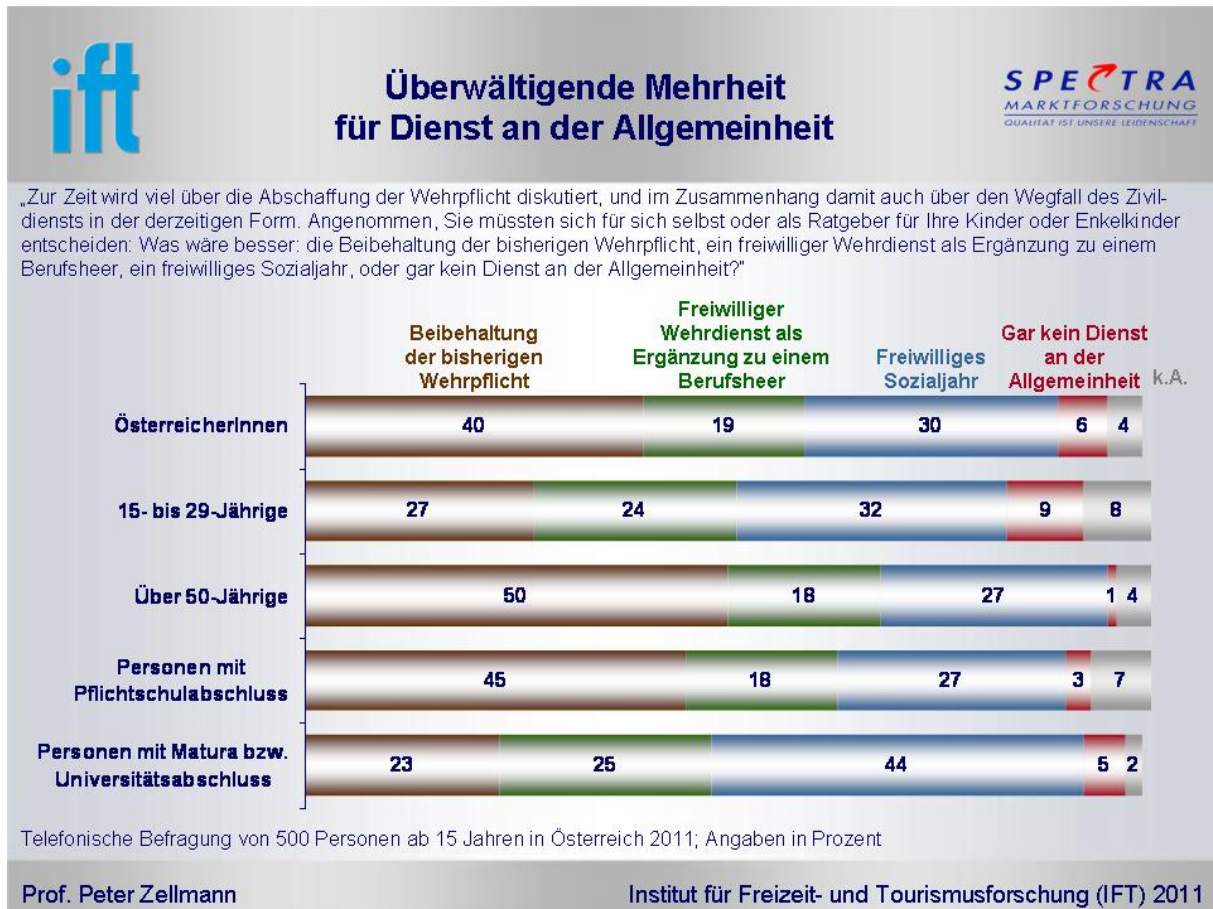 ift
Überwältigende Mehrheit
für Dienst an der Allgemeinheit
SPECTRA
MARKTFORSCHUNG
QUALITÄT IST UNSERE LEIDENSCHAFT
„Zur Zeit wird viel über die Abschaffung der Wehrpflicht diskutiert, und im Zusammenhang damit auch über den Wegfall des Zivil-
diensts in der derzeitigen Form. Angenommen, Sie müssten sich für sich selbst oder als Ratgeber für Ihre Kinder oder Enkelkinder
entscheiden: Was wäre besser: die Beibehaltung der bisherigen Wehrpflicht, ein freiwilliger Wehrdienst als Ergänzung zu einem
Berufsheer, ein freiwilliges Sozialjahr, oder gar kein Dienst an der Allgemeinheit?"
Beibehaltung
der bisherigen
Wehrpflicht
Freiwilliger
Wehrdienst als
Ergänzung zu einem
Berufsheer
Freiwilliges
Sozialjahr
Gar kein Dienst
an der
Allgemeinheit
k.A.
ÖsterreicherInnen 40 19 30 6 4
15- bis 29-Jährige 27 24 32 9 8
Über 50-Jährige 50 18 27 1 4
Personen mit
Pflichtschulabschluss 45 18 27 3 7
Personen mit Matura bzw.
Universitätsabschluss 23 25 44 5 2
Telefonische Befragung von 500 Personen ab 15 Jahren in Österreich 2011; Angaben in Prozent
Prof. Peter Zellmann Institut für Freizeit- und Tourismusforschung (IFT) 2011